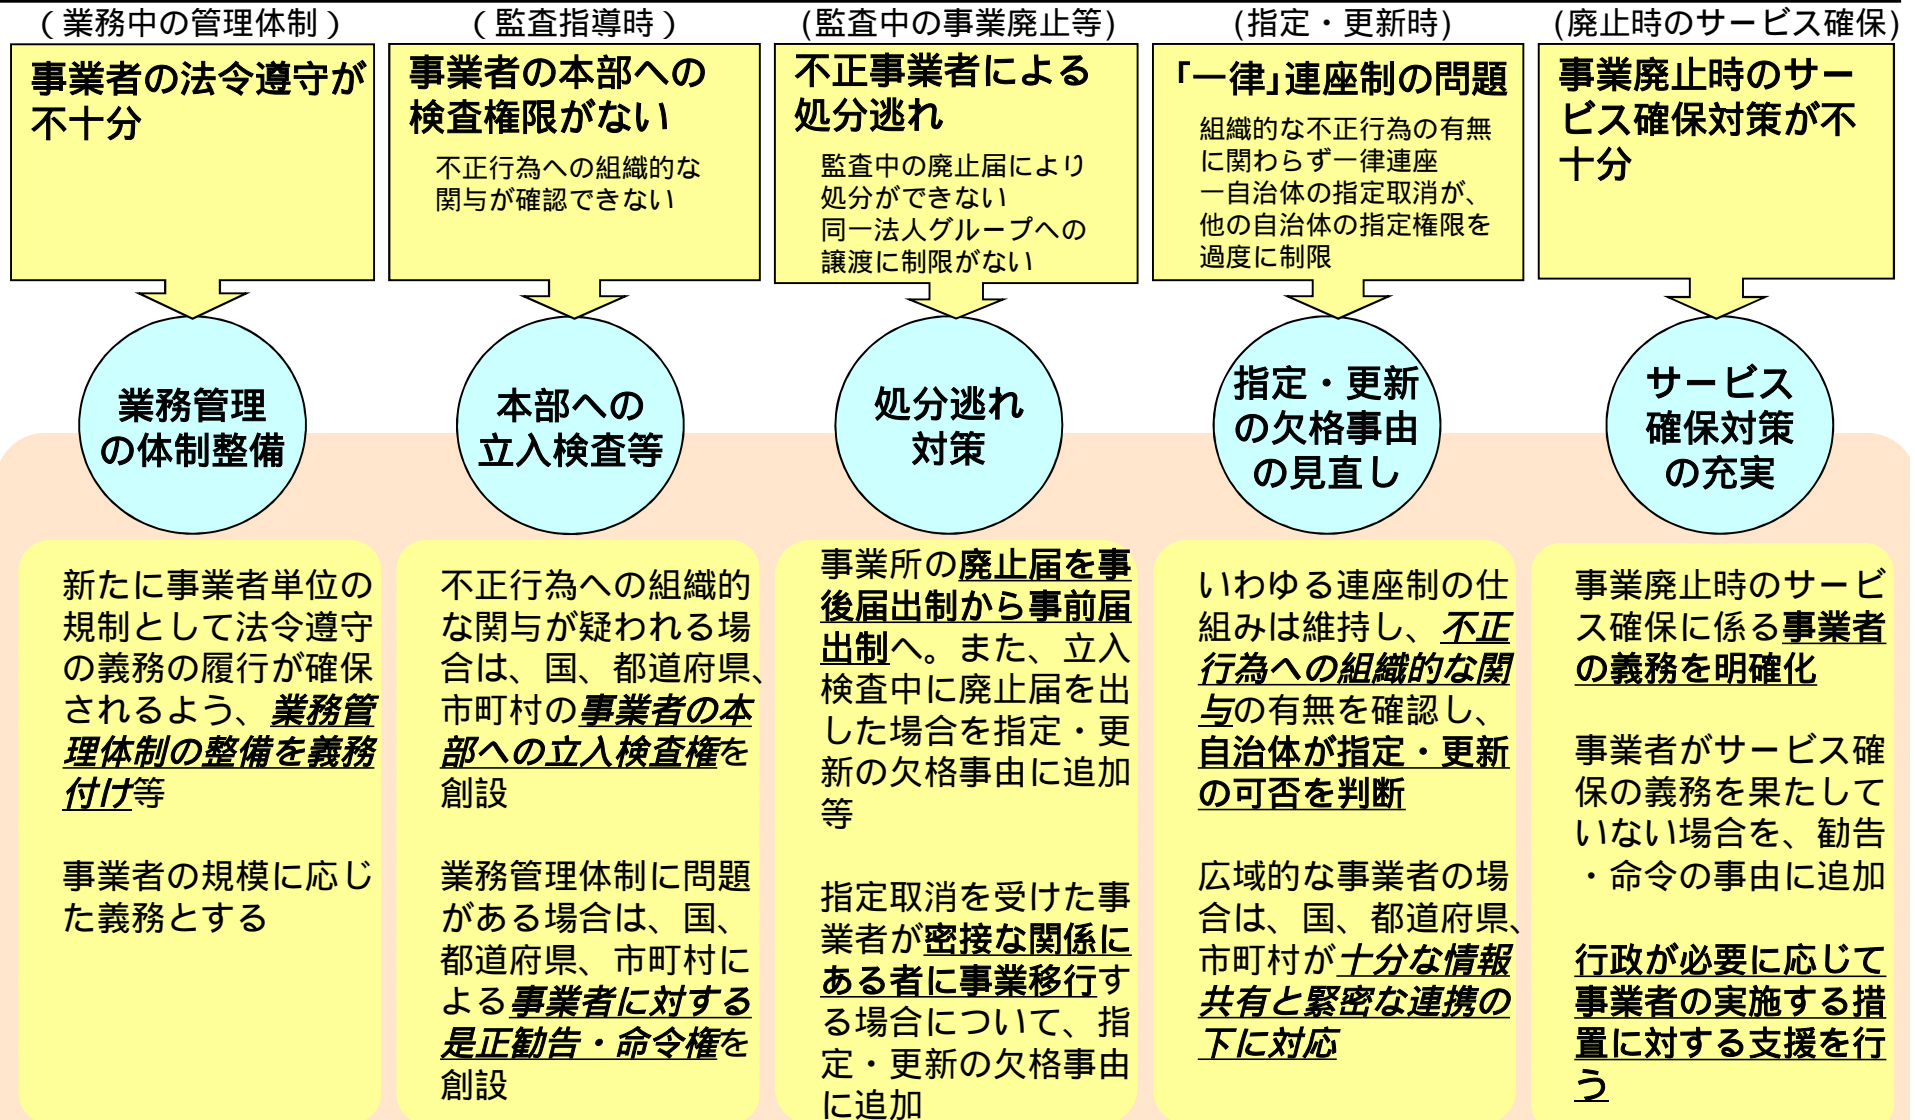 （業務中の管理体制）
事業者の法令遵守が
不十分
業務管理
の体制整備
新たに事業者単位の
規制として法令遵守
の義務の履行が確保
されるよう、業務管
理体制の整備を義務
付け等
事業者の規模に応じ
た義務とする
（監査指導時）
事業者の本部への
検査権限がない
不正行為への組織的な
関与が確認できない
本部への
立入検査等
不正行為への組織的
な関与が疑われる場
合は、国、都道府県、
市町村の事業者の本
部への立入検査権を
創設
業務管理体制に問題
がある場合は、国、
都道府県、市町村に
よる事業者に対する
是正勧告・命令権を
創設
(監査中の事業廃止等)
不正事業者による
処分逃れ
監査中の廃止届により
処分ができない
同一法人グループへの
譲渡に制限がない
処分逃れ
対策
事業所の廃止届を事
後届出制から事前届
出制へ。また、立入
検査中に廃止届を出
した場合を指定・更
新の欠格事由に追加
等
指定取消を受けた事
業者が密接な関係に
ある者に事業移行す
る場合について、指
定・更新の欠格事由
に追加
(指定・更新時)
「一律」連座制の問題
組織的な不正行為の有無
に関わらず一律連座
一自治体の指定取消が、
他の自治体の指定権限を
過度に制限
指定・更新
の欠格事由
の見直し
いわゆる連座制の仕
組みは維持し、不正
行為への組織的な関
与の有無を確認し、
自治体が指定・更新
の可否を判断
広域的な事業者の場
合は、国、都道府県、
市町村が十分な情報
共有と緊密な連携の
下に対応
(廃止時のサービス確保)
事業廃止時のサー
ビス確保対策が不
十分
サービス
確保対策
の充実
事業廃止時のサービ
ス確保に係る事業者
の義務を明確化
事業者がサービス確
保の義務を果たして
いない場合を、勧告
・命令の事由に追加
行政が必要に応じて
事業者の実施する措
置に対する支援を行
う